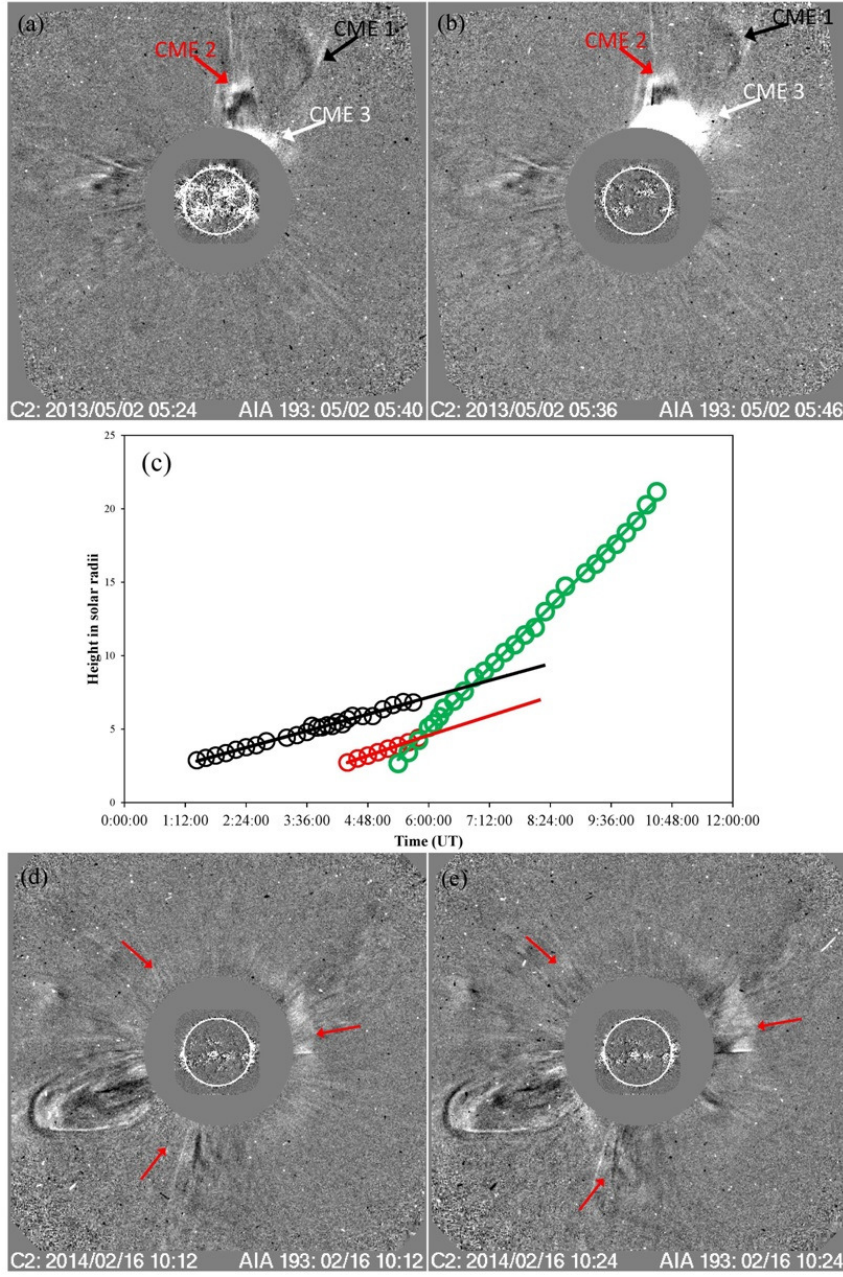 (a)
CME 2
CME 1
CME 3
C2: 2013/05/02 05:24
AIA 193: 05/02 05:40
(b)
CME 2
CME 1
CME 3
C2: 2013/05/02 05:36
AIA 193: 05/02 05:46
(c)
Height in solar radii
25
20
15
10
5
0
0:00:00 1:12:00 2:24:00 3:36:00 4:48:00 6:00:00 7:12:00 8:24:00 9:36:00 10:48:00 12:00:00
Time (UT)
(d)
C2: 2014/02/16 10:12
AIA 193: 02/16 10:12
(e)
C2: 2014/02/16 10:24
AIA 193: 02/16 10:24